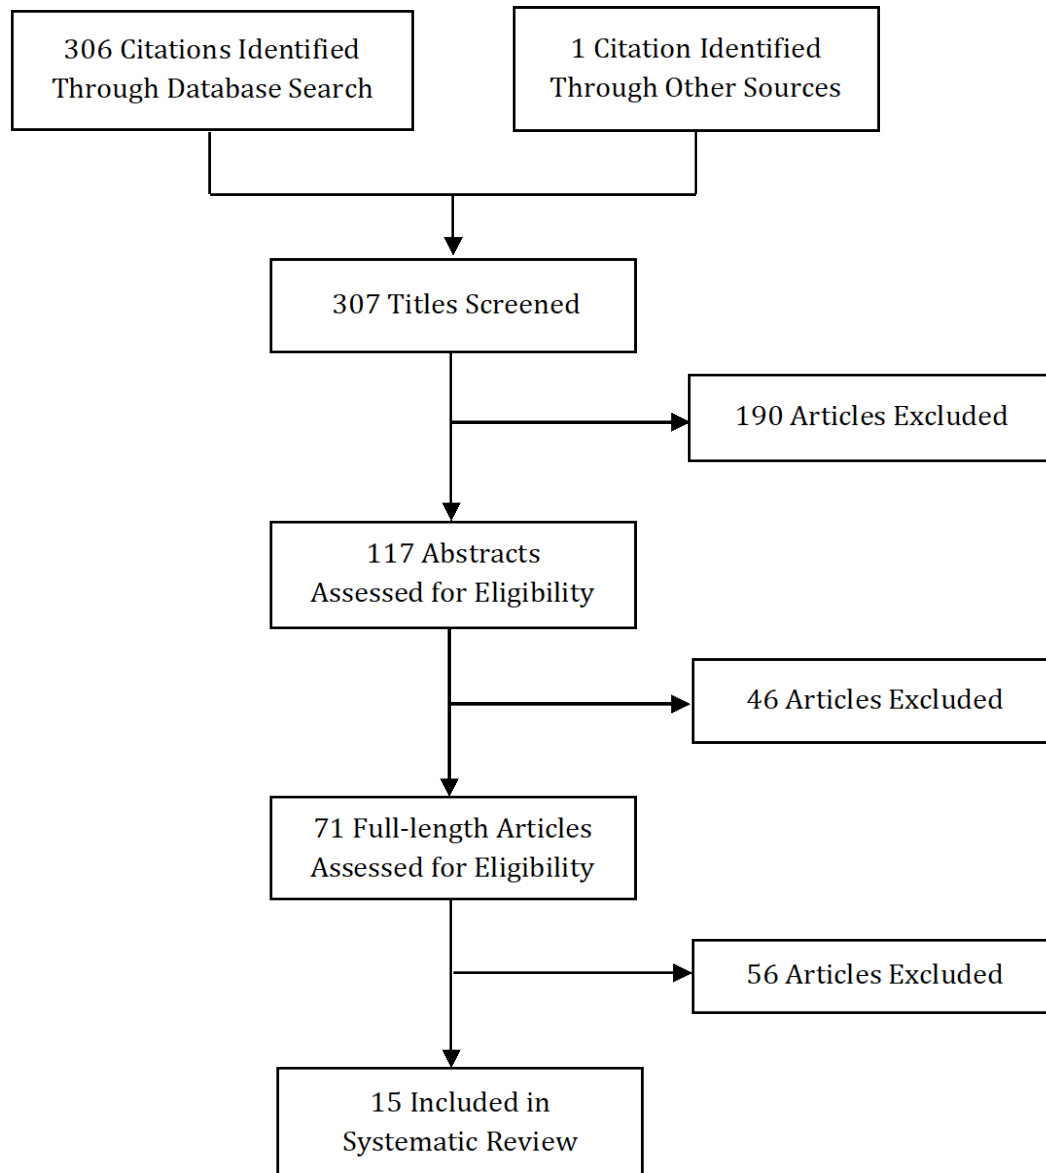 306 Citations Identified
Through Database Search
1 Citation Identified
Through Other Sources
307 Titles Screened
190 Articles Excluded
117 Abstracts
Assessed for Eligibility
46 Articles Excluded
71 Full-length Articles
Assessed for Eligibility
56 Articles Excluded
15 Included in
Systematic Review